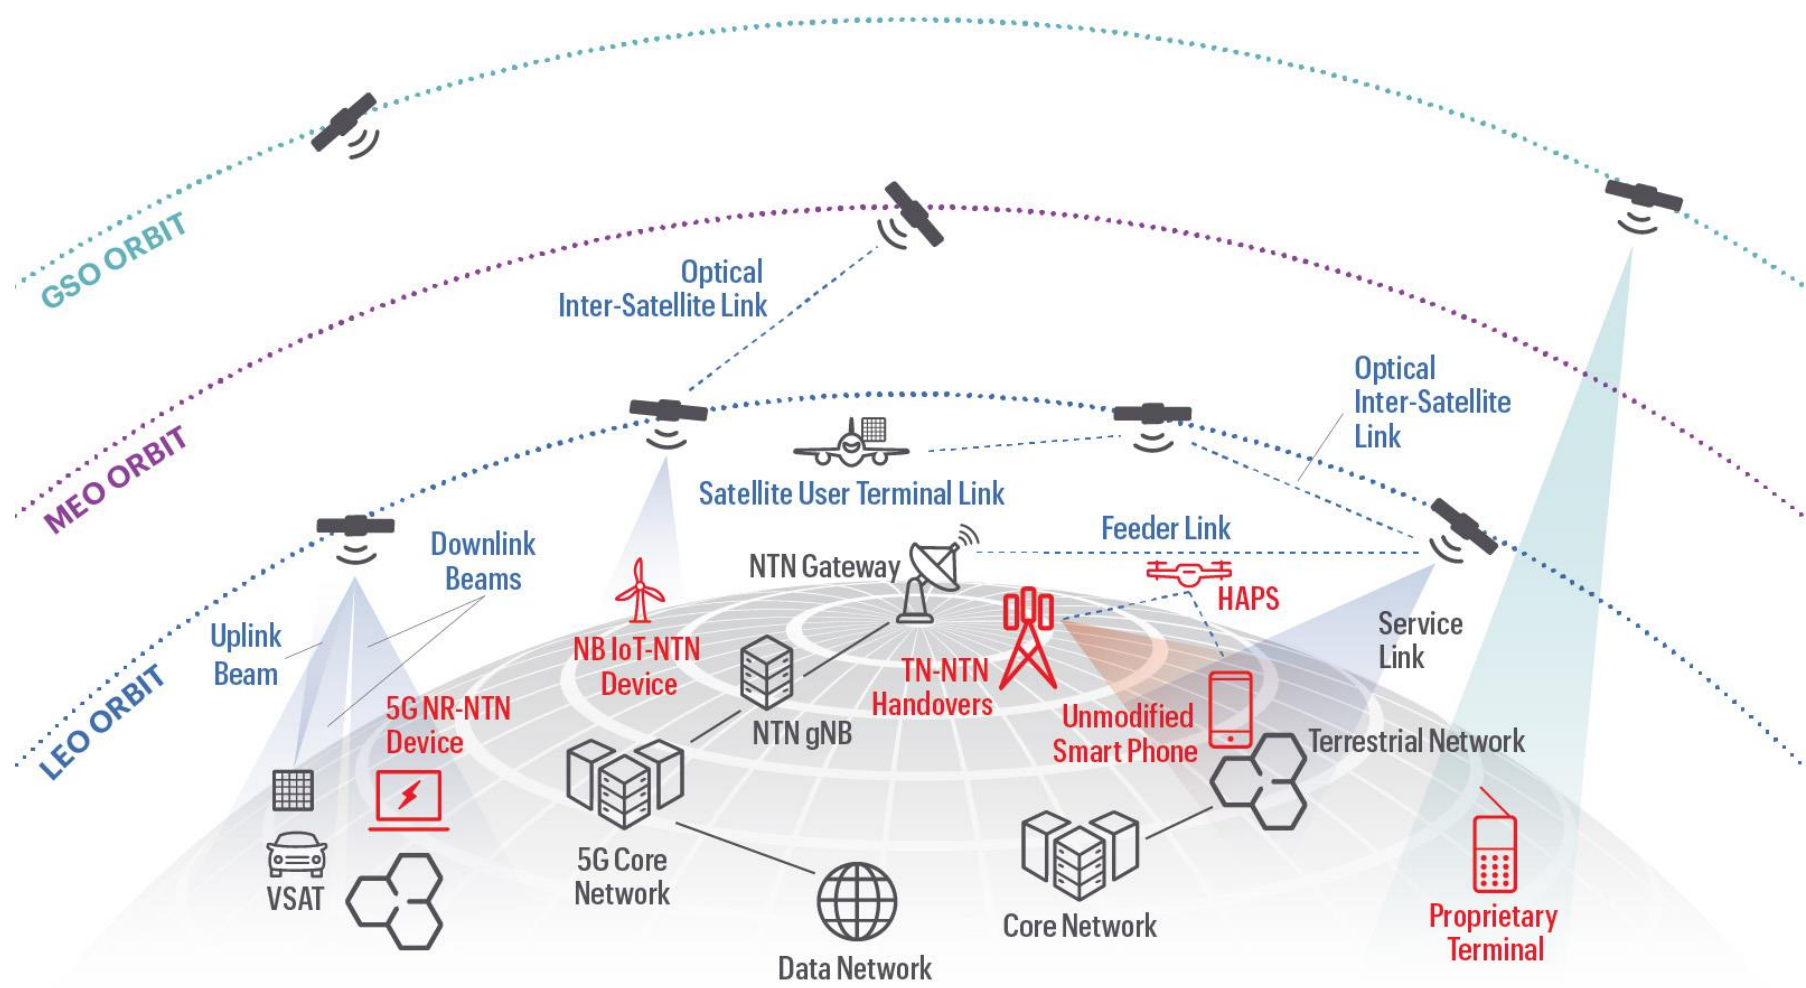 GSO ORBIT
MEO ORBIT
LEO ORBIT
Optical
Inter-Satellite Link
Optical
Inter-Satellite
Link
Satellite User Terminal Link
Downlink
Beams
Uplink
Beam
NTN Gateway
Feeder Link
HAPS
Service
Link
NB IoT-NTN
Device
TN-NTN
Handovers
5G NR-NTN
Device
NTN gNB
Unmodified
Smart Phone
Terrestrial Network
VSAT
5G Core
Network
Core Network
Data Network
Proprietary
Terminal